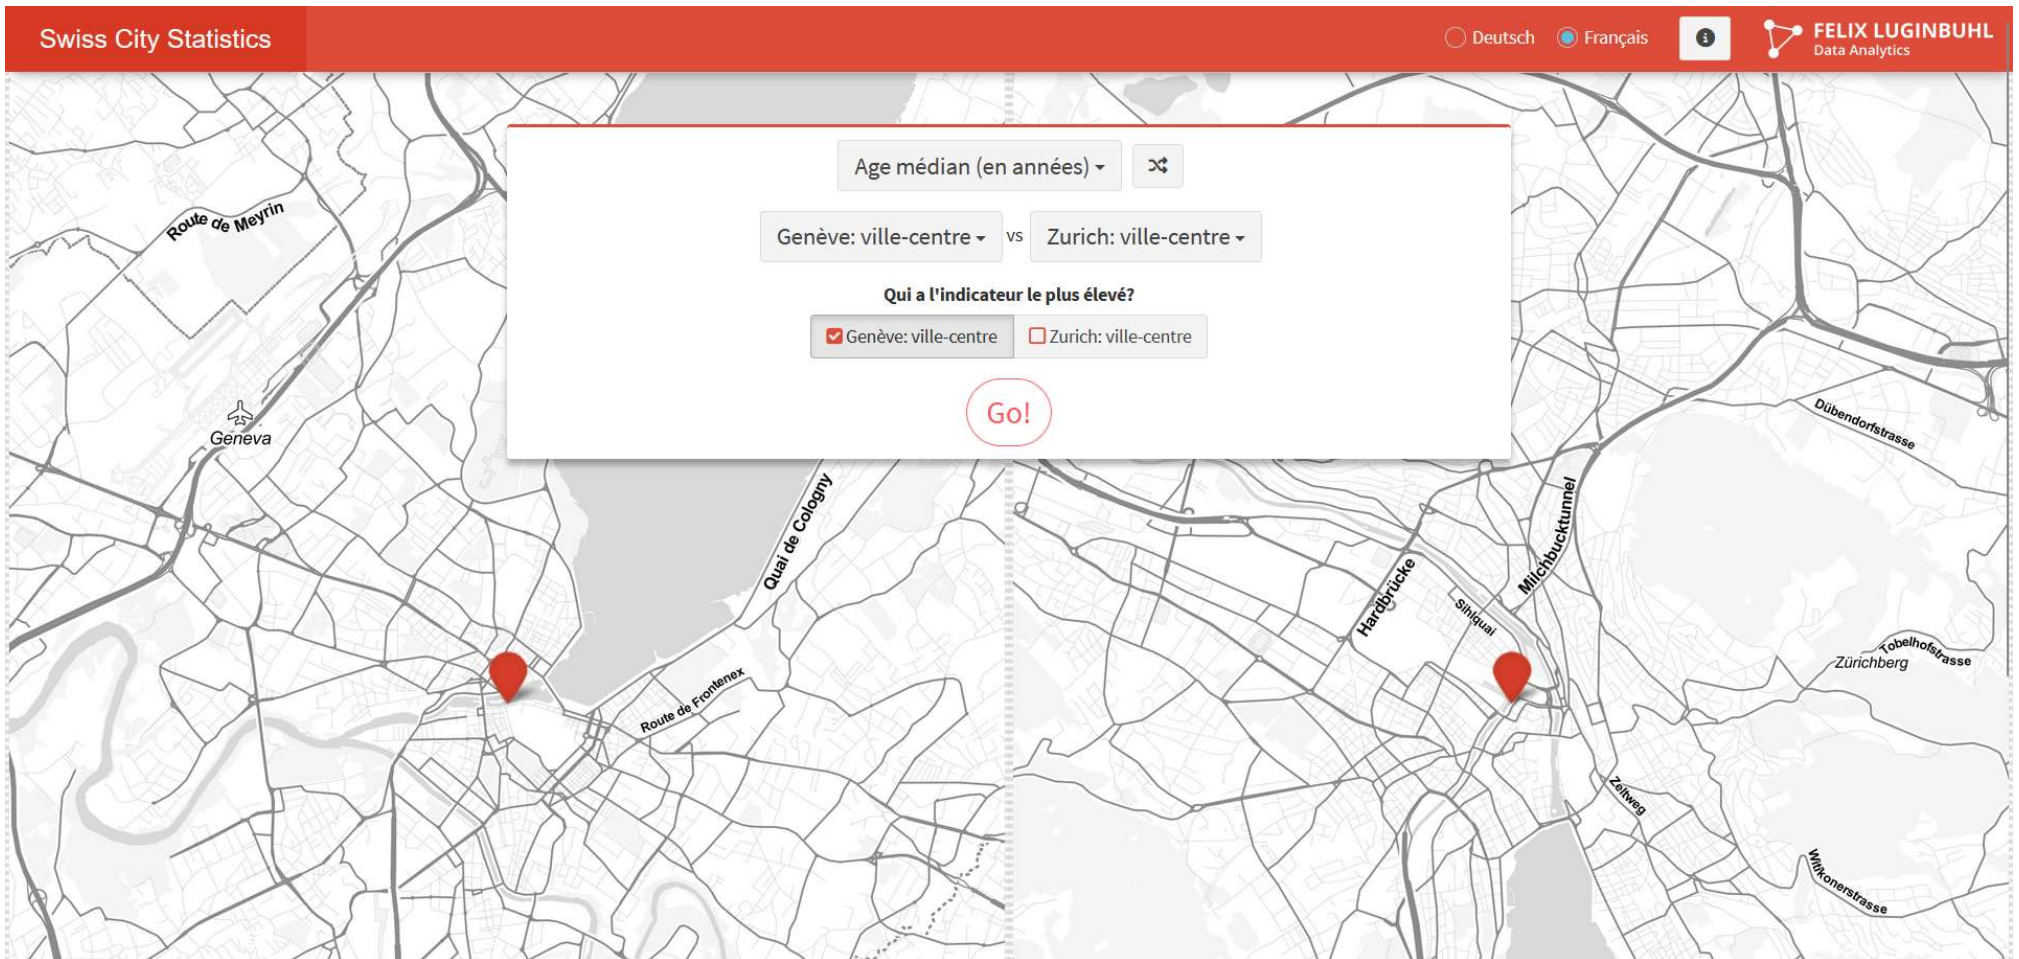 Swiss City Statistics
Deutsch
Français
FELIX LUGINBUHL
Data Analytics
Age médian (en années)
Genève: ville-centre
vs
Zurich: ville-centre
Qui a l'indicateur le plus élevé?
Genève: ville-centre
Zurich: ville-centre
Go!
Route de Meyrin
Geneva
Quai de Cologny
Route de Frontenex
Dübendorfstrasse
Milchbucktunnel
Hardbrücke
Sihlquai
Tobelhofstrasse
Zürichberg
Zeltweg
Witikonerstrasse